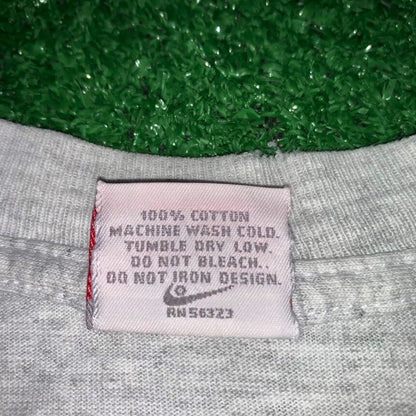 100% COTTON
MACHINE WASH COLD.
TUMBLE DRY LOW.
DO NOT BLEACH.
DO NOT IRON DESIGN.
RN 56323